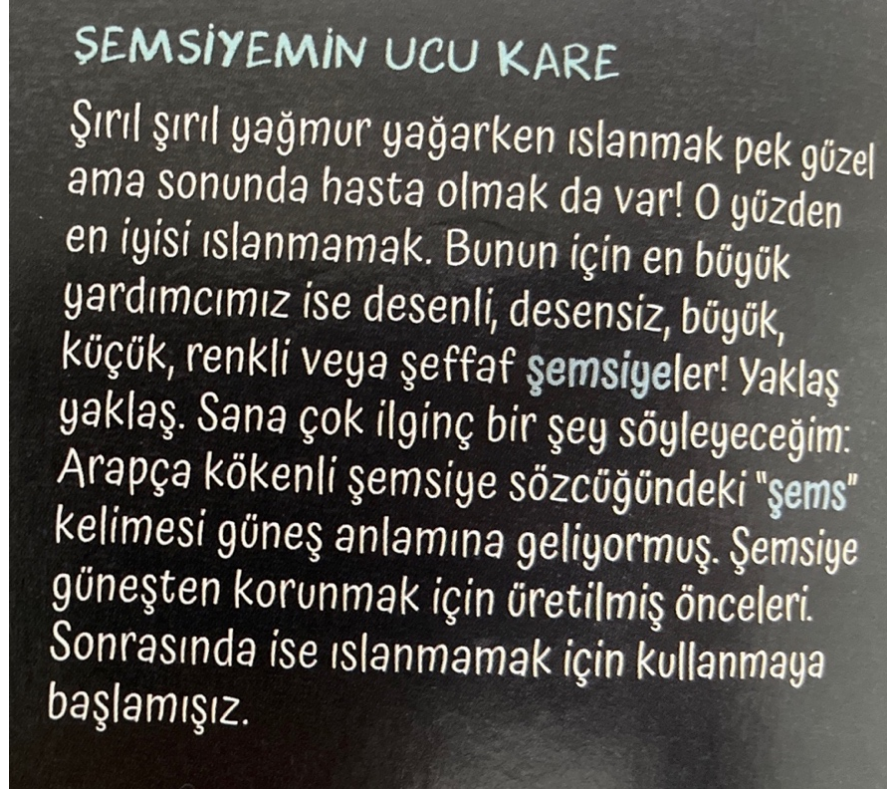 ŞEMSİYEMİN UCU KARE
Şırıl şırıl yağmur yağarken ıslanmak pek güzel
ama sonunda hasta olmak da var! O yüzden
en iyisi ıslanmamak. Bunun için en büyük
yardımcımız ise desenli, desensiz, büyük,
küçük, renkli veya şeffaf şemsiyeler! Yaklaş
yaklaş. Sana çok ilginç bir şey söyleyeceğim:
Arapça kökenli şemsiye sözcüğündeki "şems"
kelimesi güneş anlamına geliyormuş. Şemsiye
güneşten korunmak için üretilmiş önceleri.
Sonrasında ise ıslanmamak için kullanmaya
başlamışız.